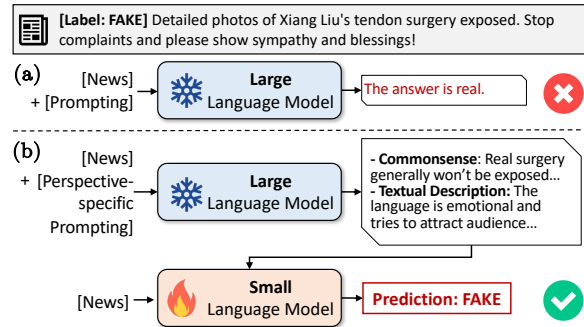 [Label: FAKE] Detailed photos of Xiang Liu's tendon surgery exposed. Stop
complaints and please show sympathy and blessings!
(a)
[News]
+ [Prompting]
Large
Language Model
The answer is real.
(b)
[News]
+ [Perspective-
specific
Prompting]
Large
Language Model
- Commonsense: Real surgery
generally won't be exposed...
- Textual Description: The
language is emotional and
tries to attract audience...
[News]
Small
Language Model
Prediction: FAKE